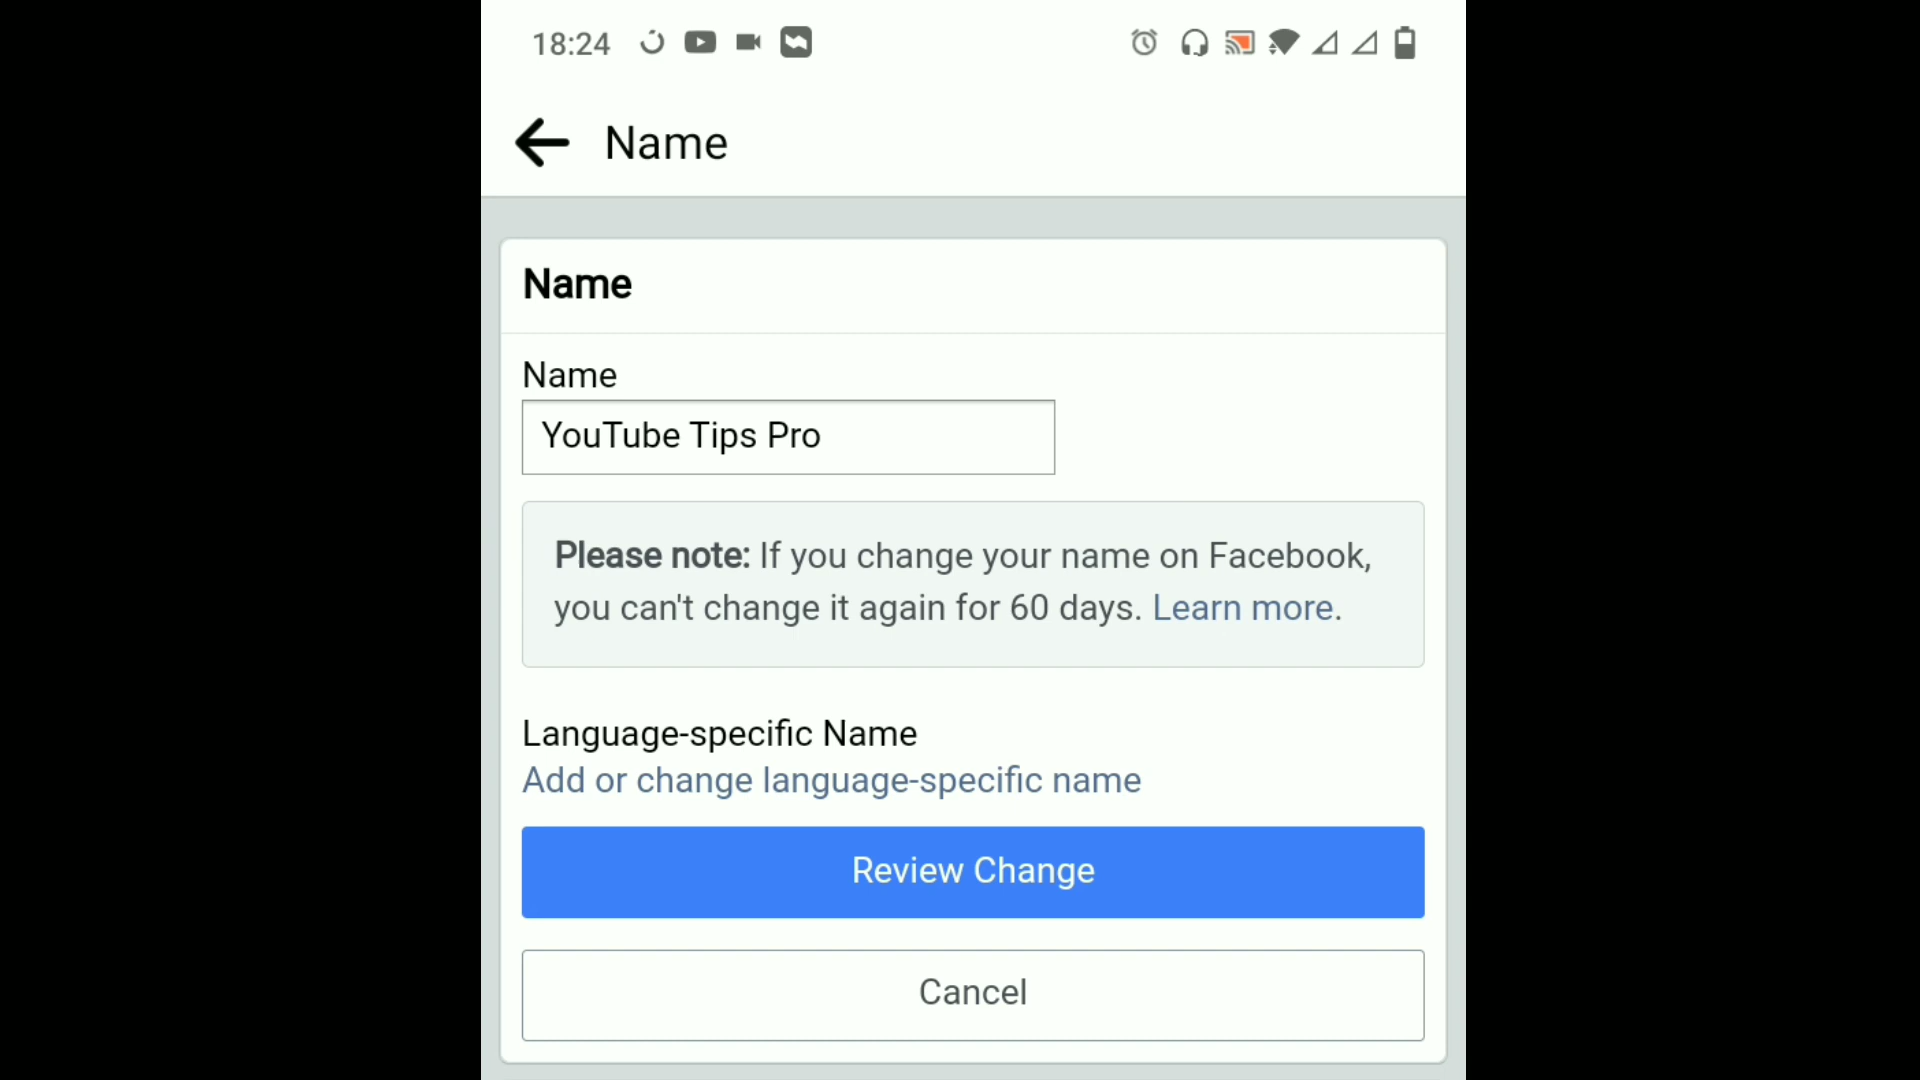 18:24
Name
Name
Name
YouTube Tips Pro
Please note: If you change your name on Facebook,
you can't change it again for 60 days. Learn more.
Language-specific Name
Add or change language-specific name
Review Change
Cancel